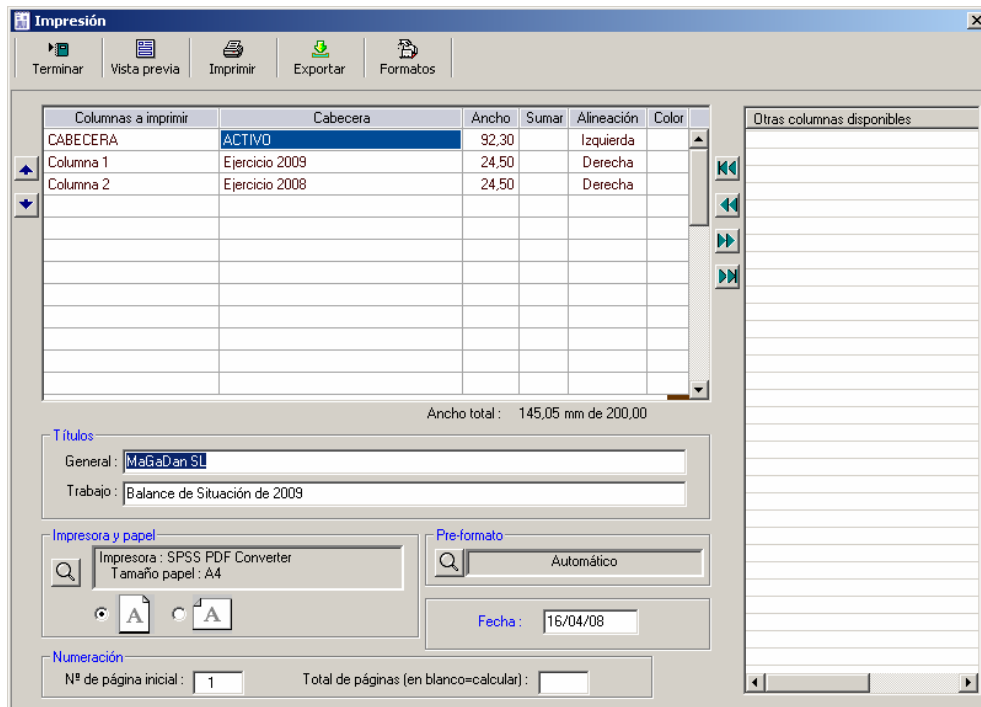 Impresión
Terminar Vista previa Imprimir Exportar Formatos
Columnas a imprimir Cabecera Ancho Sumar Alineación Color
CABECERA ACTIVO 92,30 Izquierda
Columna 1 Ejercicio 2009 24,50 Derecha
Columna 2 Ejercicio 2008 24,50 Derecha
Otras columnas disponibles
Ancho total : 145,05 mm de 200,00
Títulos
General : MaGaDan SL
Trabajo : Balance de Situación de 2009
Impresora y papel
Impresora : SPSS PDF Converter
Tamaño papel : A4
A A
Pre-formato
Automático
Fecha : 16/04/08
Numeración
Nº de página inicial : 1 Total de páginas (en blanco=calcular) :